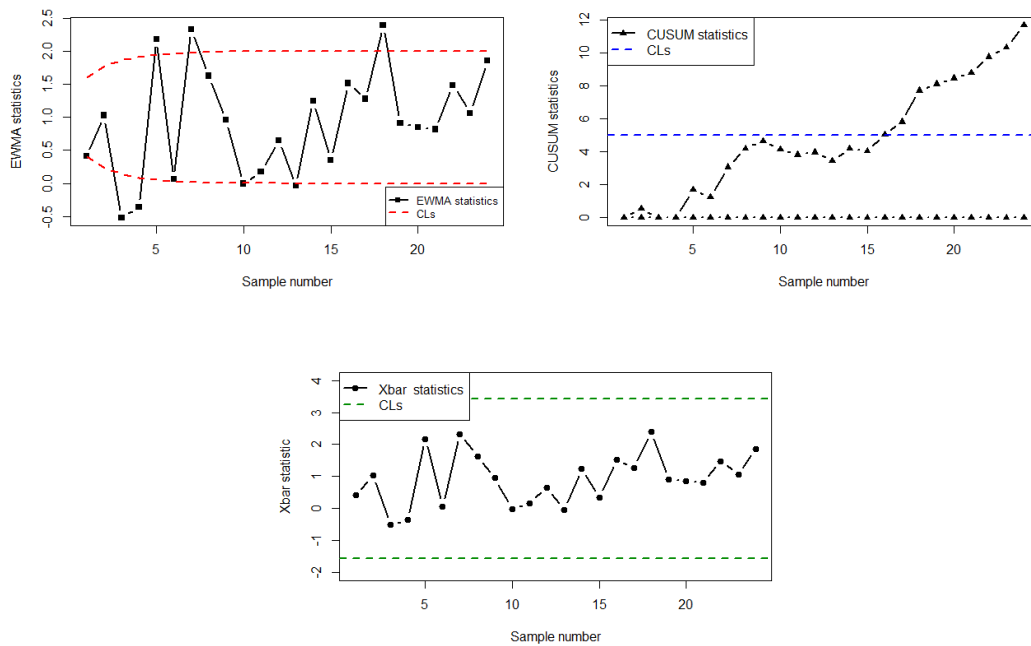 EWMA statistics
2.5
2.0
1.5
1.0
0.5
0.0
-0.5
EWMA statistics
CLs
5
10
15
20
Sample number
CUSUM statistics
12
10
8
6
4
2
0
CUSUM statistics
CLs
5
10
15
20
Sample number
Xbar statistic
4
3
2
1
0
-1
-2
Xbar statistics
CLs
5
10
15
20
Sample number